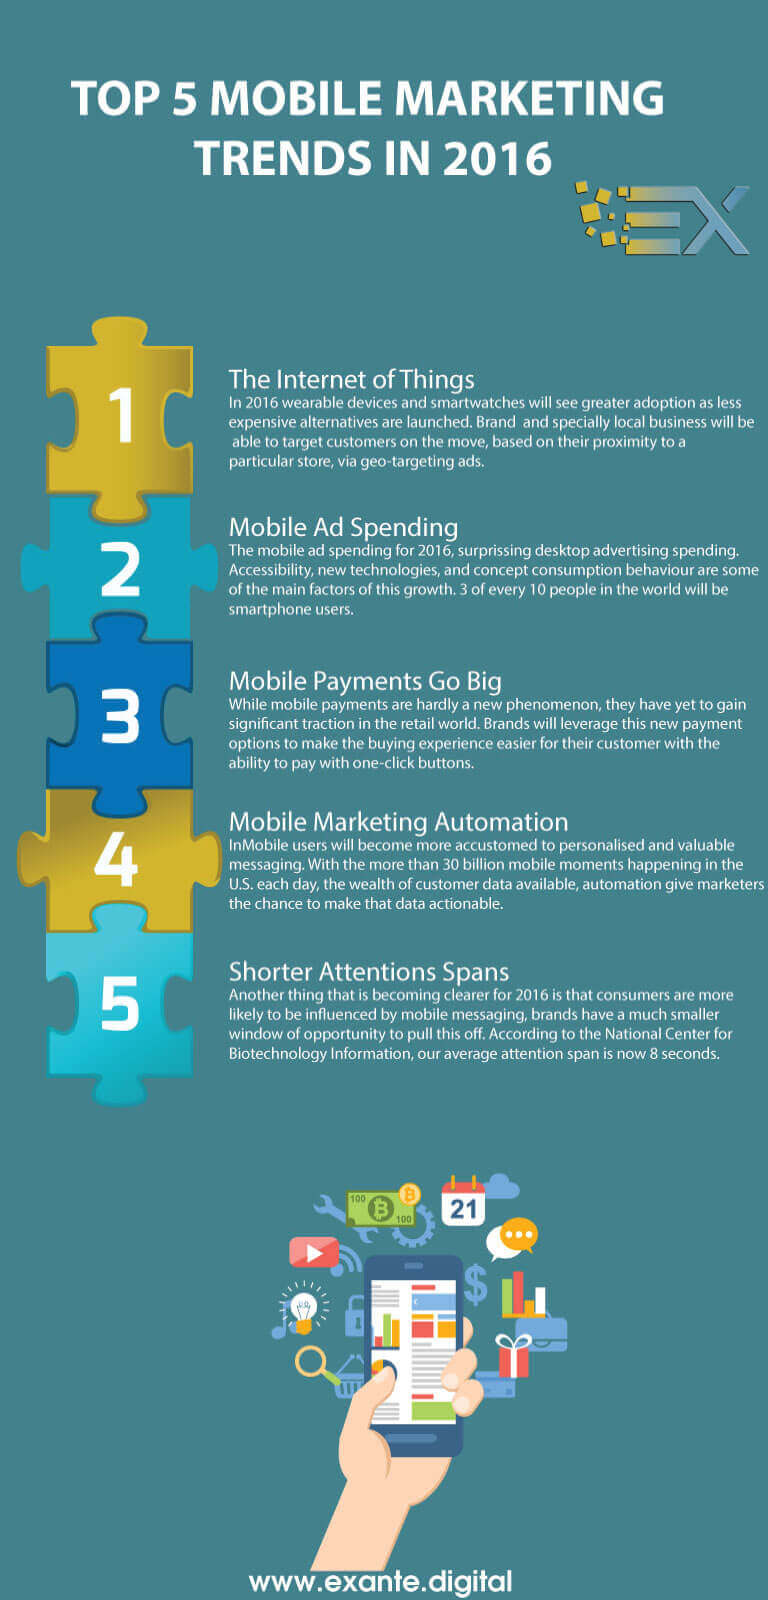 TOP 5 MOBILE MARKETING
TRENDS IN 2016
EX
1
The Internet of Things
In 2016 wearable devices and smartwatches will see greater adoption as less
expensive alternatives are launched. Brand and specially local business will be
able to target customers on the move, based on their proximity to a
particular store, via geo-targeting ads.
2
Mobile Ad Spending
The mobile ad spending for 2016, surprissing desktop advertising spending.
Accessibility, new technologies, and concept consumption behaviour are some
of the main factors of this growth. 3 of every 10 people in the world will be
smartphone users.
3
Mobile Payments Go Big
While mobile payments are hardly a new phenomenon, they have yet to gain
significant traction in the retail world. Brands will leverage this new payment
options to make the buying experience easier for their customer with the
ability to pay with one-click buttons.
4
Mobile Marketing Automation
InMobile users will become more accustomed to personalised and valuable
messaging. With the more than 30 billion mobile moments happening in the
U.S. each day, the wealth of customer data available, automation give marketers
the chance to make that data actionable.
5
Shorter Attentions Spans
Another thing that is becoming clearer for 2016 is that consumers are more
likely to be influenced by mobile messaging, brands have a much smaller
window of opportunity to pull this off. According to the National Center for
Biotechnology Information, our average attention span is now 8 seconds.
100
100
21
$
www.exante.digital